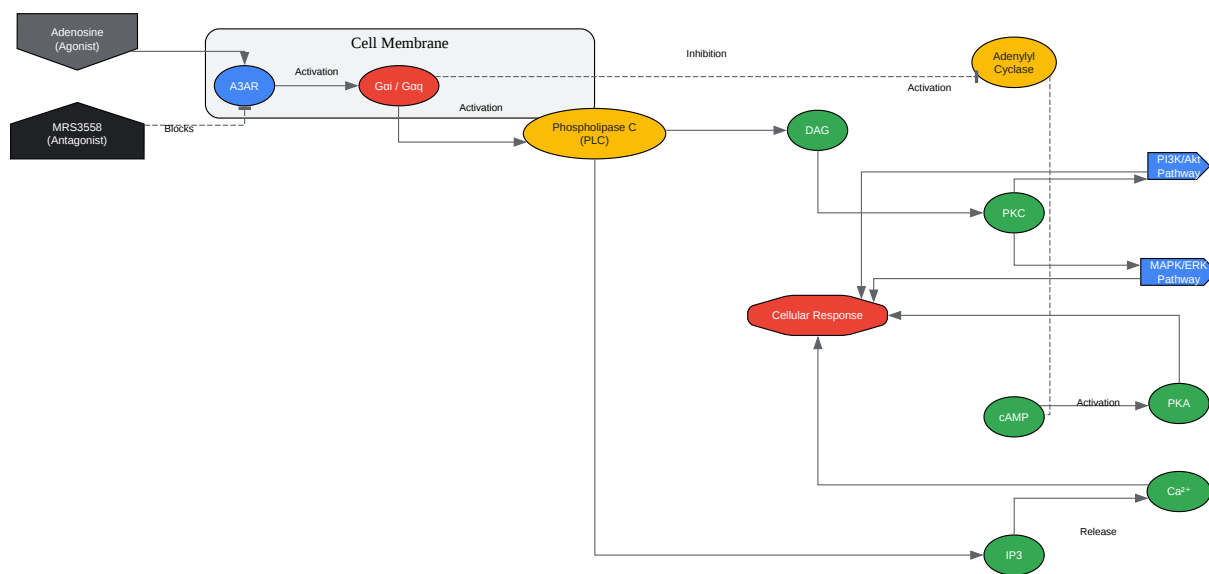 Adenosine
(Agonist)
Cell Membrane
Inhibition
Adenylyl
Cyclase
Activation
A3AR
Gαi / Gαq
Activation
Activation
MRS3558
(Antagonist)
Blocks
Phospholipase C
(PLC)
DAG
PI3K/Akt
Pathway
PKC
MAPK/ERK
Pathway
Cellular Response
cAMP
Activation
PKA
Ca²⁺
Release
IP3